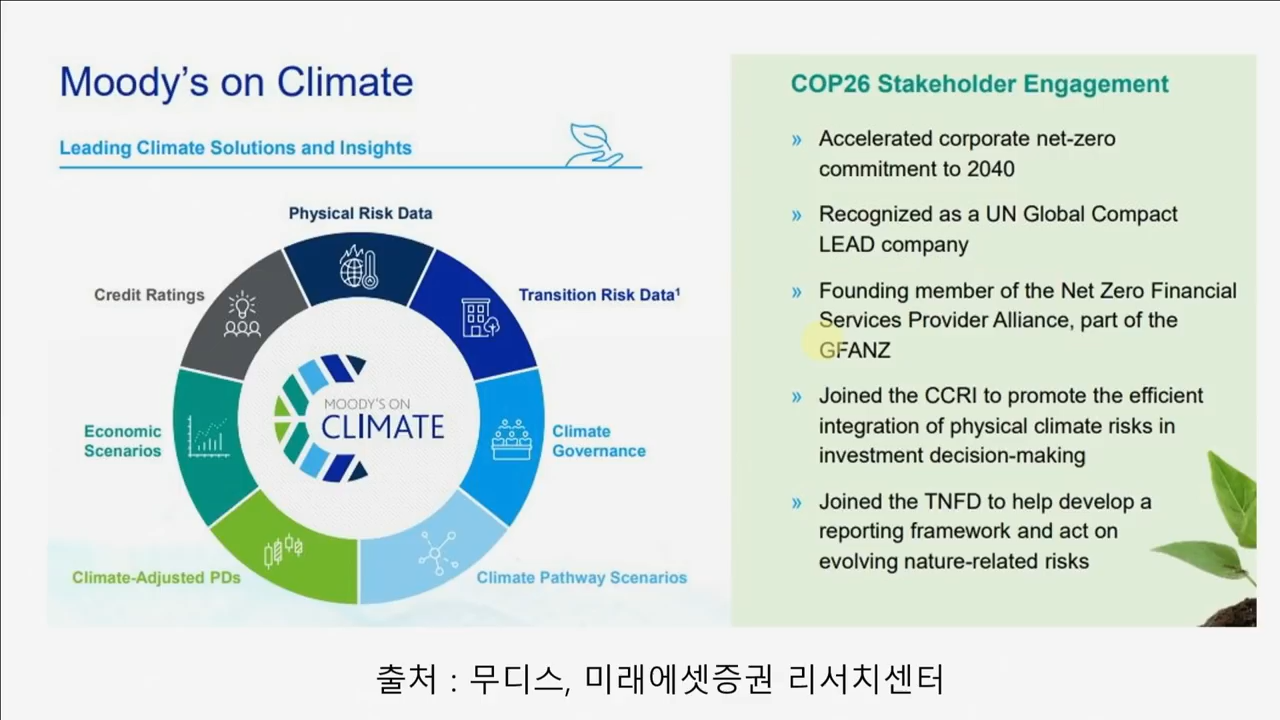 Moody's on Climate
Leading Climate Solutions and Insights
Physical Risk Data
Credit Ratings
Transition Risk Data¹
MOODY'S ON
CLIMATE
Economic
Scenarios
Climate
Governance
Climate-Adjusted PDs
Climate Pathway Scenarios
COP26 Stakeholder Engagement
» Accelerated corporate net-zero
commitment to 2040
» Recognized as a UN Global Compact
LEAD company
» Founding member of the Net Zero Financial
Services Provider Alliance, part of the
GFANZ
» Joined the CCRI to promote the efficient
integration of physical climate risks in
investment decision-making
» Joined the TNFD to help develop a
reporting framework and act on
evolving nature-related risks
출처 : 무디스, 미래에셋증권 리서치센터